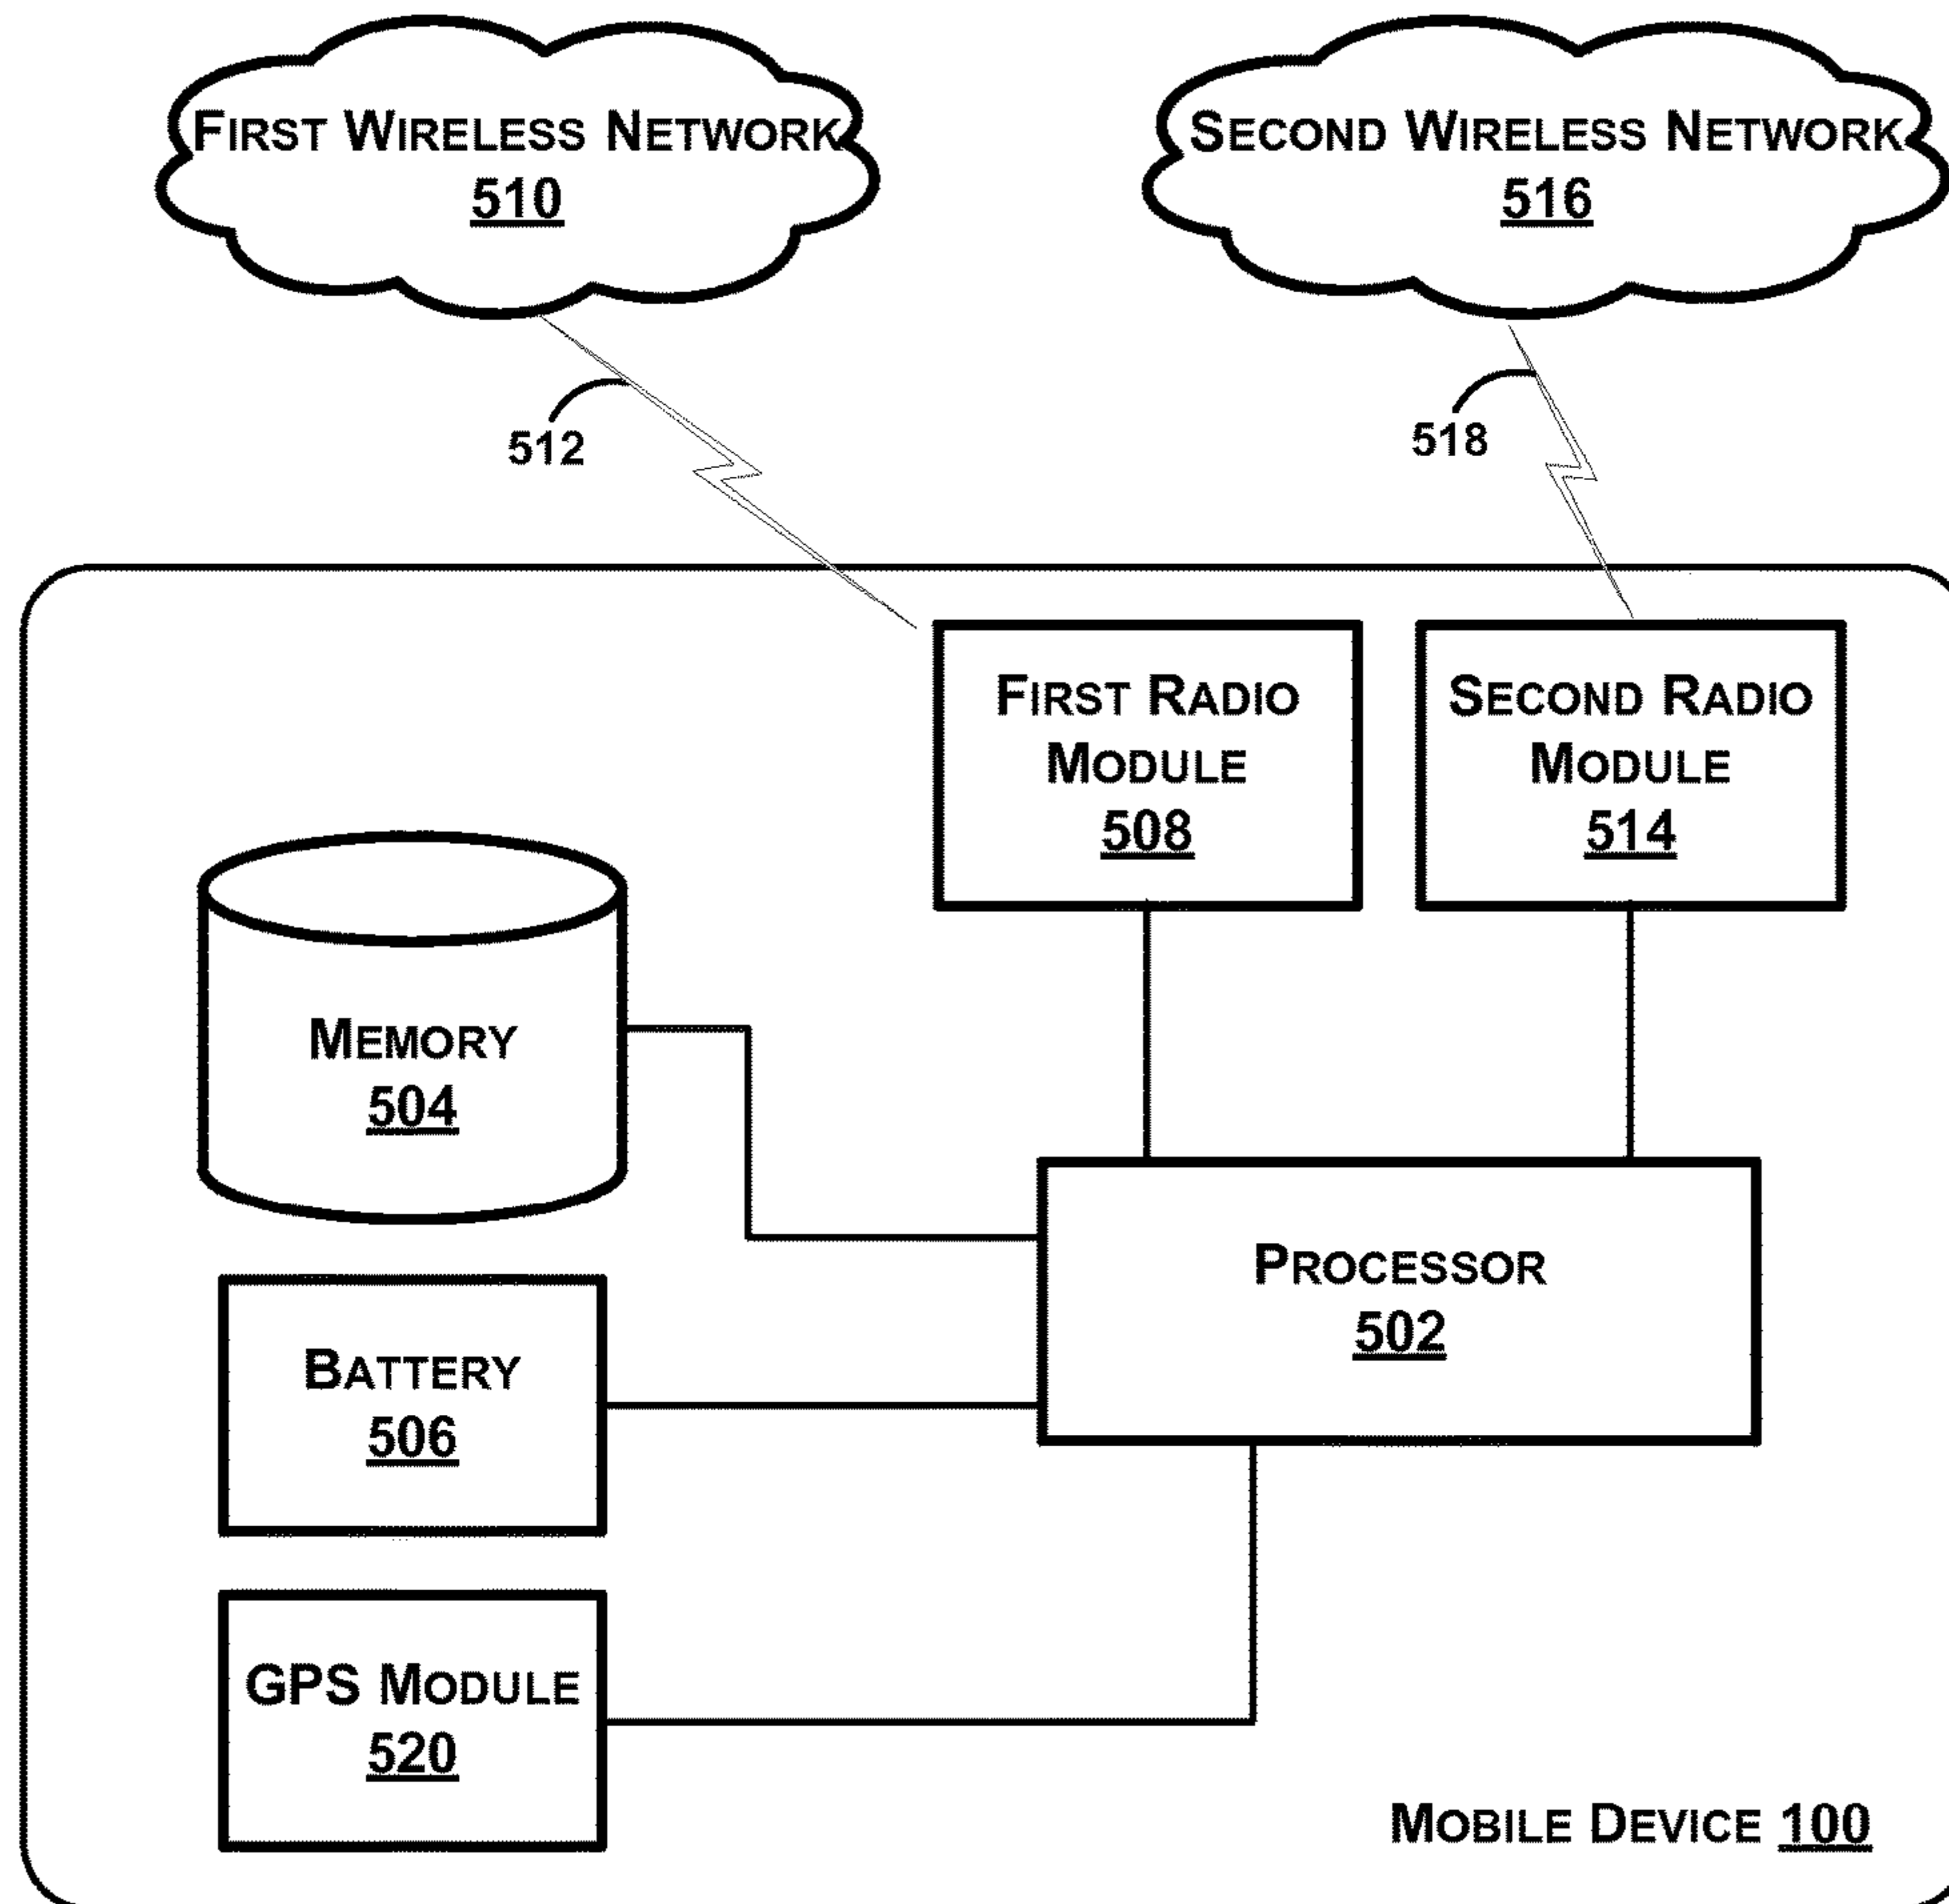 FIRST WIRELESS NETWORK
510
SECOND WIRELESS NETWORK
516
512
518
FIRST RADIO
MODULE
508
SECOND RADIO
MODULE
514
MEMORY
504
PROCESSOR
502
BATTERY
506
GPS MODULE
520
MOBILE DEVICE 100